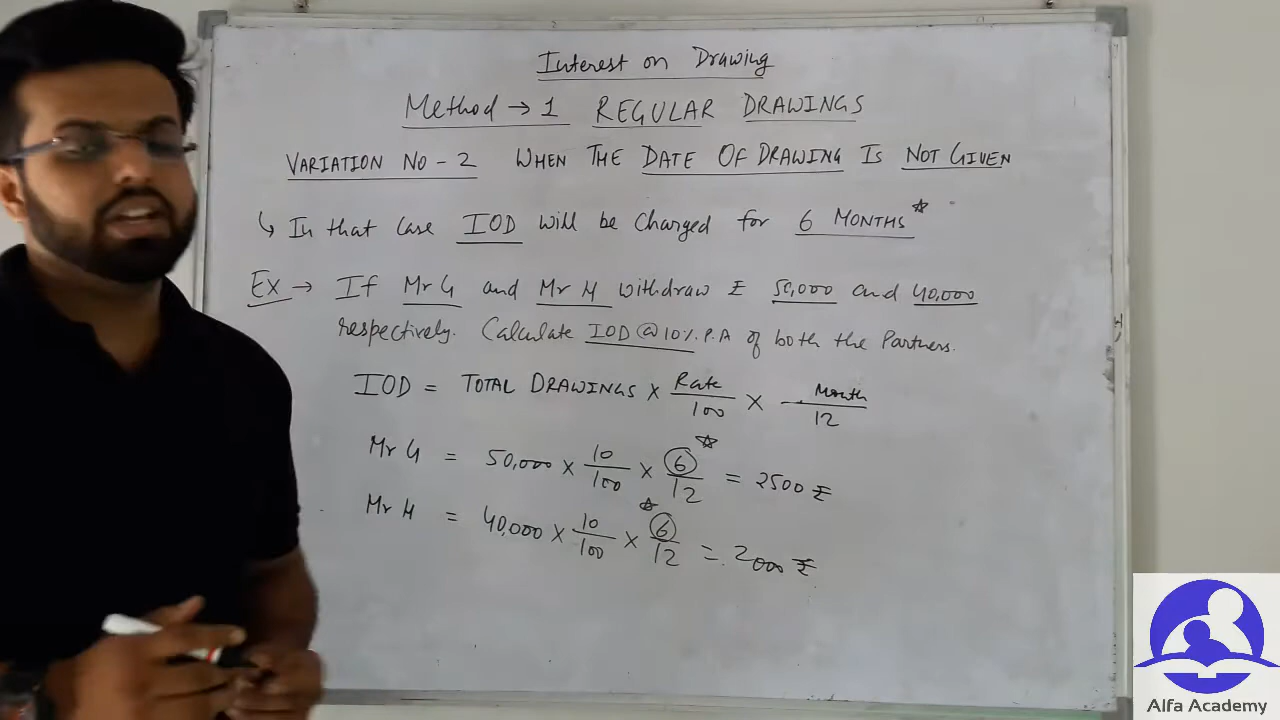 Interest on Drawing
Method → 1 REGULAR DRAWINGS
VARIATION NO - 2 WHEN THE DATE OF DRAWING IS NOT GIVEN
↳ In that Case IOD will be Charged for 6 MONTHS ☆
Ex → If Mr G and Mr H withdraw ₹ 50,000 and 40,000
respectively. Calculate IOD @ 10%. P.A of both the Partners.
IOD = TOTAL DRAWINGS × Rate/100 × Month/12
Mr G = 50,000 × 10/100 × 6/12 ☆ = 2500 ₹
Mr H = 40,000 × 10/100 × 6/12 ☆ = 2000 ₹
Alfa Academy